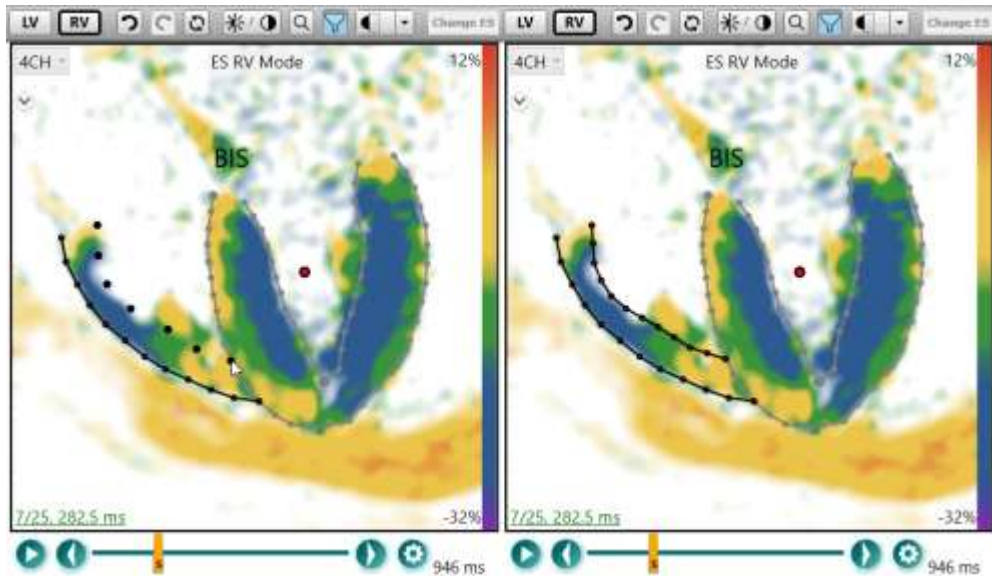 LV RV Change ES
4CH ES RV Mode 12%
BIS
7/25, 282.5 ms -32%
S
946 ms
LV RV Change ES
4CH ES RV Mode 12%
BIS
7/25, 282.5 ms -32%
S
946 ms